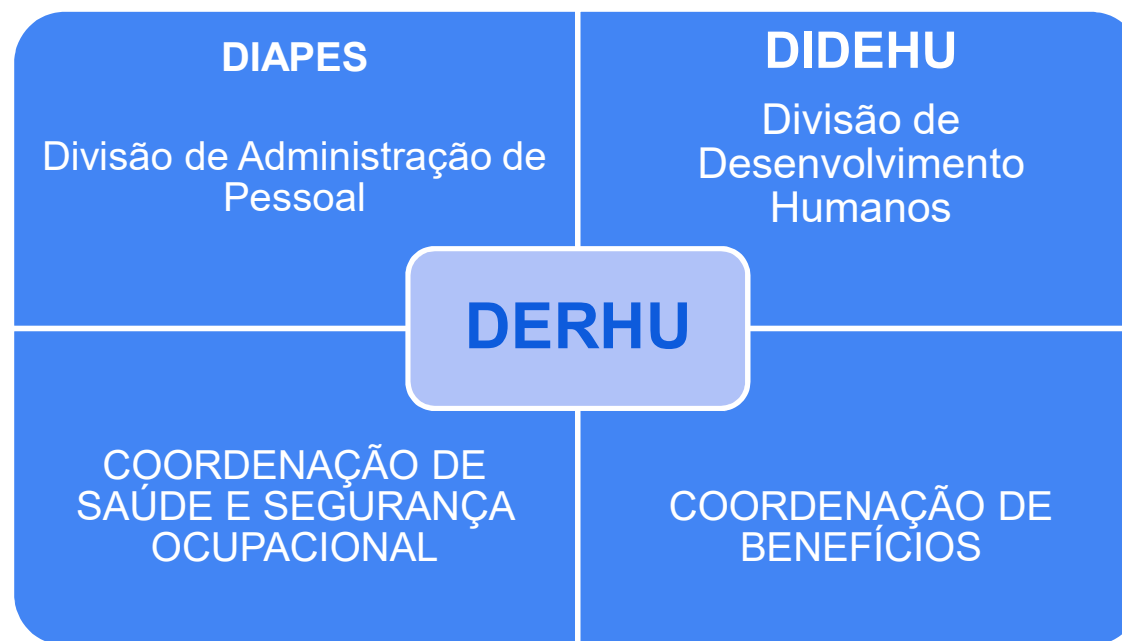 DIAPES
Divisão de Administração de
Pessoal
DIDEHU
Divisão de
Desenvolvimento
Humanos
DERHU
COORDENAÇÃO DE
SAÚDE E SEGURANÇA
OCUPACIONAL
COORDENAÇÃO DE
BENEFÍCIOS